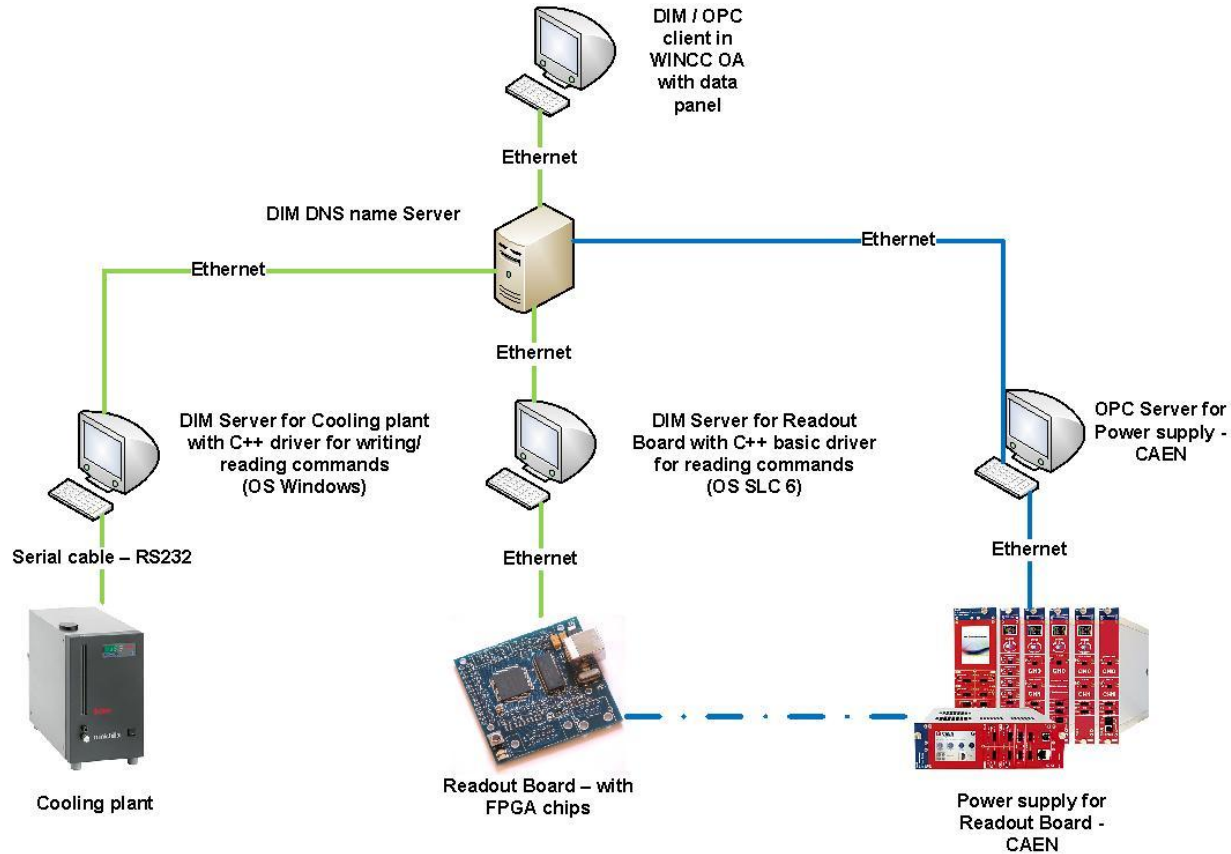 DIM / OPC
client in
WINCC OA
with data
panel
Ethernet
DIM DNS name Server
Ethernet
Ethernet
Ethernet
DIM Server for Cooling plant
with C++ driver for writing/
reading commands
(OS Windows)
DIM Server for Readout
Board with C++ basic driver
for reading commands
(OS SLC 6)
OPC Server for
Power supply -
CAEN
Serial cable – RS232
Ethernet
Ethernet
Cooling plant
Readout Board – with
FPGA chips
Power supply for
Readout Board -
CAEN